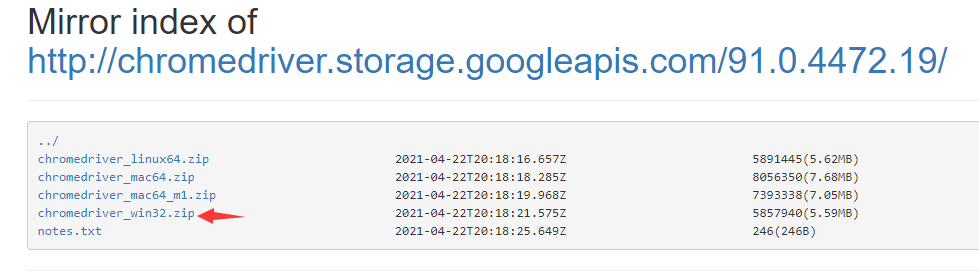 Mirror index of
http://chromedriver.storage.googleapis.com/91.0.4472.19/
../
chromedriver_linux64.zip 2021-04-22T20:18:16.657Z 5891445(5.62MB)
chromedriver_mac64.zip 2021-04-22T20:18:18.285Z 8056350(7.68MB)
chromedriver_mac64_m1.zip 2021-04-22T20:18:19.968Z 7393338(7.05MB)
chromedriver_win32.zip 2021-04-22T20:18:21.575Z 5857940(5.59MB)
notes.txt 2021-04-22T20:18:25.649Z 246(246B)